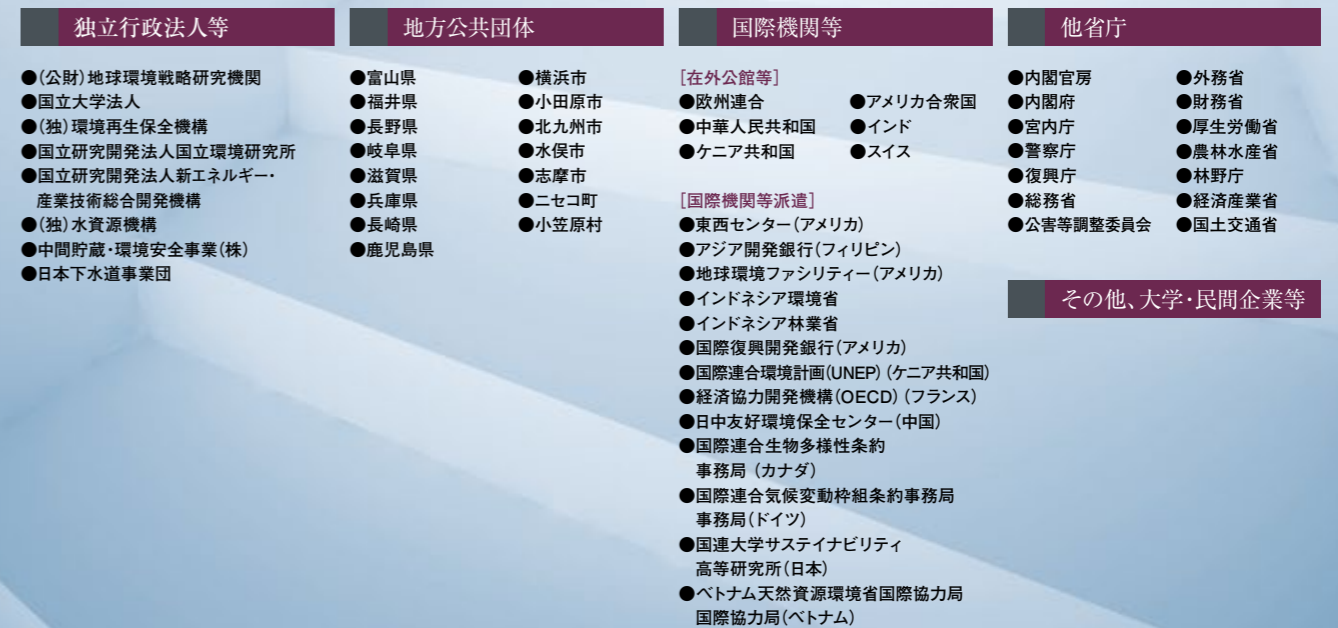 独立行政法人等
●(公財)地球環境戦略研究機関
●国立大学法人
●(独)環境再生保全機構
●国立研究開発法人国立環境研究所
●国立研究開発法人新エネルギー・
産業技術総合開発機構
●(独)水資源機構
●中間貯蔵・環境安全事業(株)
●日本下水道事業団
地方公共団体
●富山県
●福井県
●長野県
●岐阜県
●滋賀県
●兵庫県
●長崎県
●鹿児島県
●横浜市
●小田原市
●北九州市
●水俣市
●志摩市
●ニセコ町
●小笠原村
国際機関等
[在外公館等]
●欧州連合
●中華人民共和国
●ケニア共和国
●アメリカ合衆国
●インド
●スイス
[国際機関等派遣]
●東西センター(アメリカ)
●アジア開発銀行(フィリピン)
●地球環境ファシリティー(アメリカ)
●インドネシア環境省
●インドネシア林業省
●国際復興開発銀行(アメリカ)
●国際連合環境計画(UNEP)(ケニア共和国)
●経済協力開発機構(OECD)(フランス)
●日中友好環境保全センター(中国)
●国際連合生物多様性条約
事務局(カナダ)
●国際連合気候変動枠組条約事務局
事務局(ドイツ)
●国連大学サステイナビリティ
高等研究所(日本)
●ベトナム天然資源環境省国際協力局
国際協力局(ベトナム)
他省庁
●内閣官房
●内閣府
●宮内庁
●警察庁
●復興庁
●総務省
●公害等調整委員会
●外務省
●財務省
●厚生労働省
●農林水産省
●林野庁
●経済産業省
●国土交通省
その他、大学・民間企業等